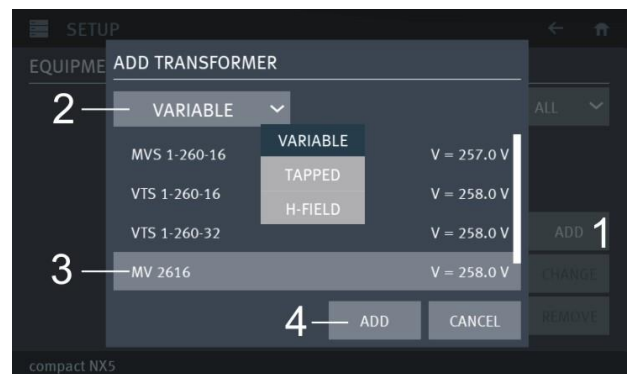 SETUP
EQUIPME
ADD TRANSFORMER
2
VARIABLE
ALL
VARIABLE
TAPPED
H-FIELD
MVS 1-260-16 V = 257.0 V
VTS 1-260-16 V = 258.0 V
VTS 1-260-32 V = 258.0 V
ADD 1
3 MV 2616 V = 258.0 V
CHANGE
4 ADD CANCEL
REMOVE
compact NX5